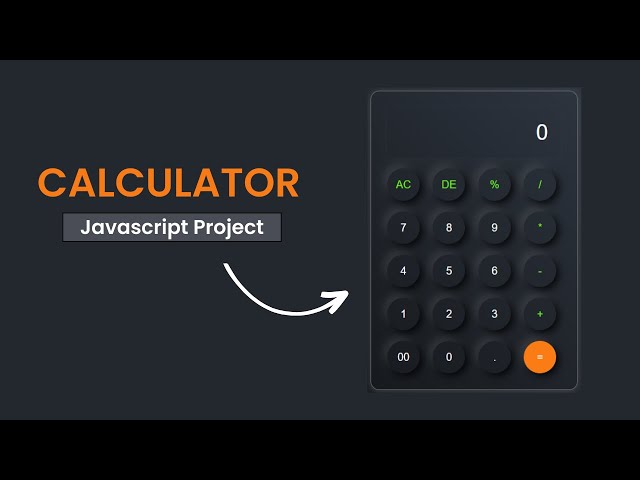 CALCULATOR
Javascript Project
0
AC DE % /
7 8 9 *
4 5 6 -
1 2 3 +
00 0 . =